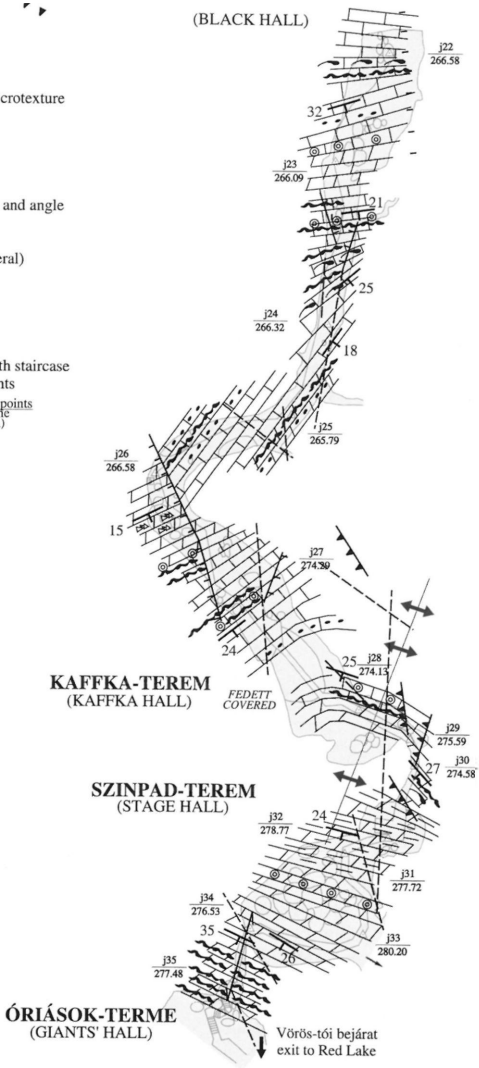 (BLACK HALL)
j22
266.58
crotexture
32
j23
266.09
and angle
21
eral)
25
j24
266.32
18
th staircase
nts
points
j25
265.79
j26
266.58
15
j27
274.29
24
25
j28
274.13
KAFFKA-TEREM
(KAFFKA HALL)
FEDETT
COVERED
j29
275.59
27
j30
274.58
SZINPAD-TEREM
(STAGE HALL)
j32
278.77
24
j31
277.72
j34
276.53
35
j33
280.20
26
j35
277.48
ÓRIÁSOK-TERME
(GIANTS' HALL)
Vörös-tói bejárat
exit to Red Lake